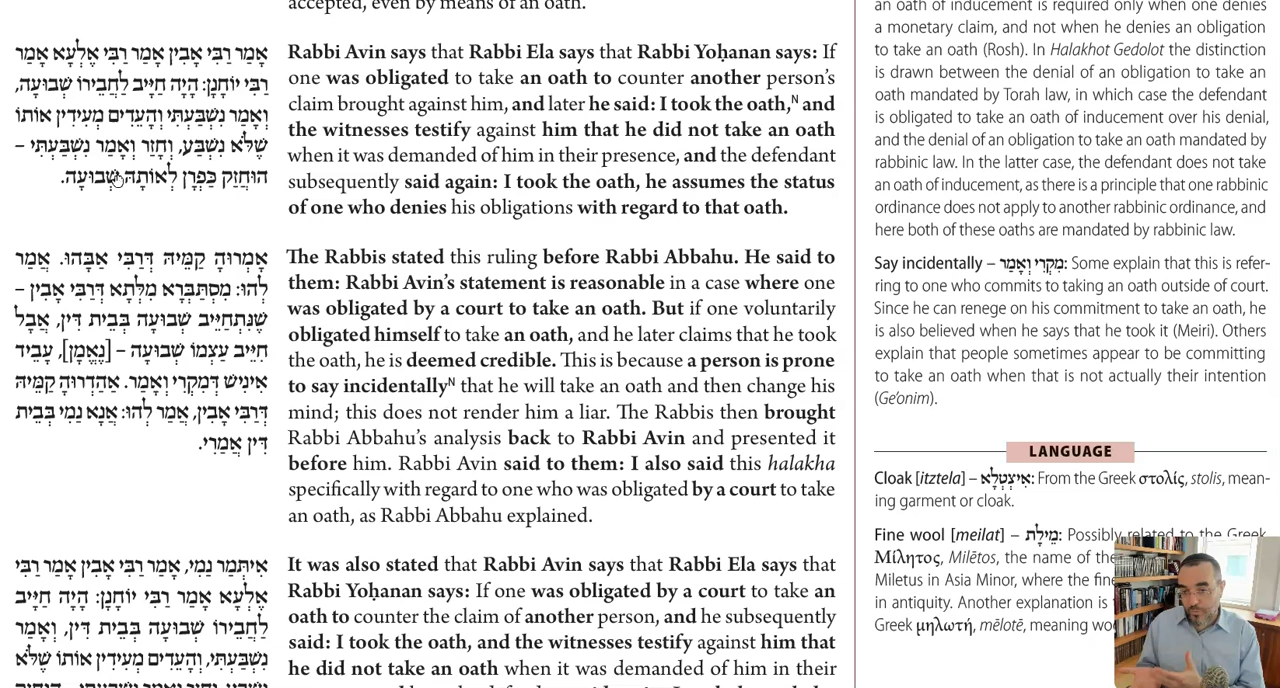 accepted, even by means of an oath.
אָמַר רַבִּי אָבִין אָמַר רַבִּי אֶלְעָא אָמַר
רַבִּי יוֹחָנָן: הָיָה חַיָּיב לַחֲבֵירוֹ שְׁבוּעָה,
וְאָמַר נִשְׁבַּעְתִּי וְהָעֵדִים מְעִידִין אוֹתוֹ
שֶׁלֹּא נִשְׁבַּע, וְחָזַר וְאָמַר נִשְׁבַּעְתִּי –
הוּחְזַק כַּפְרָן לְאוֹתָהּ שְׁבוּעָה.
Rabbi Avin says that Rabbi Ela says that Rabbi Yoḥanan says: If
one was obligated to take an oath to counter another person's
claim brought against him, and later he said: I took the oath,ᴺ and
the witnesses testify against him that he did not take an oath
when it was demanded of him in their presence, and the defendant
subsequently said again: I took the oath, he assumes the status
of one who denies his obligations with regard to that oath.
אַמְרוּהָ קַמֵּיהּ דְּרַבִּי אַבָּהוּ. אֲמַר
לְהוּ: מִסְתַּבְּרָא מִלְּתָא דְּרַבִּי אָבִין –
שֶׁנִּתְחַיֵּיב שְׁבוּעָה בְּבֵית דִּין, אֲבָל
חִיֵּיב עַצְמוֹ שְׁבוּעָה – [נֶאֱמָן], עֲבִיד
אִינִישׁ דְּמִקְּרִי וְאָמַר. אַהְדְּרוּהָ קַמֵּיהּ
דְּרַבִּי אָבִין, אֲמַר לְהוּ: אֲנָא נָמֵי בְּבֵית
דִּין אֲמַרִי.
The Rabbis stated this ruling before Rabbi Abbahu. He said to
them: Rabbi Avin's statement is reasonable in a case where one
was obligated by a court to take an oath. But if one voluntarily
obligated himself to take an oath, and he later claims that he took
the oath, he is deemed credible. This is because a person is prone
to say incidentallyᴺ that he will take an oath and then change his
mind; this does not render him a liar. The Rabbis then brought
Rabbi Abbahu's analysis back to Rabbi Avin and presented it
before him. Rabbi Avin said to them: I also said this halakha
specifically with regard to one who was obligated by a court to take
an oath, as Rabbi Abbahu explained.
אִיתְּמַר נָמֵי, אָמַר רַבִּי אָבִין אָמַר רַבִּי
אֶלְעָא אָמַר רַבִּי יוֹחָנָן: הָיָה חַיָּיב
לַחֲבֵירוֹ שְׁבוּעָה בְּבֵית דִּין, וְאָמַר
נִשְׁבַּעְתִּי, וְהָעֵדִים מְעִידִין אוֹתוֹ שֶׁלֹּא
It was also stated that Rabbi Avin says that Rabbi Ela says that
Rabbi Yoḥanan says: If one was obligated by a court to take an
oath to counter the claim of another person, and he subsequently
said: I took the oath, and the witnesses testify against him that
he did not take an oath when it was demanded of him in their
an oath of inducement is required only when one denies
a monetary claim, and not when he denies an obligation
to take an oath (Rosh). In Halakhot Gedolot the distinction
is drawn between the denial of an obligation to take an
oath mandated by Torah law, in which case the defendant
is obligated to take an oath of inducement over his denial,
and the denial of an obligation to take an oath mandated by
rabbinic law. In the latter case, the defendant does not take
an oath of inducement, as there is a principle that one rabbinic
ordinance does not apply to another rabbinic ordinance, and
here both of these oaths are mandated by rabbinic law.
Say incidentally – מִקְּרִי וְאָמַר: Some explain that this is refer-
ring to one who commits to taking an oath outside of court.
Since he can renege on his commitment to take an oath, he
is also believed when he says that he took it (Meiri). Others
explain that people sometimes appear to be committing
to take an oath when that is not actually their intention
(Ge'onim).
LANGUAGE
Cloak [itztela] – אִיצְטְלָא: From the Greek στολίς, stolis, mean-
ing garment or cloak.
Fine wool [meilat] – מֵילָת: Possibly related to the Greek
Μίλητος, Milētos, the name of the
Miletus in Asia Minor, where the
in antiquity. Another explanation is
Greek μηλωτή, mēlotē, meaning